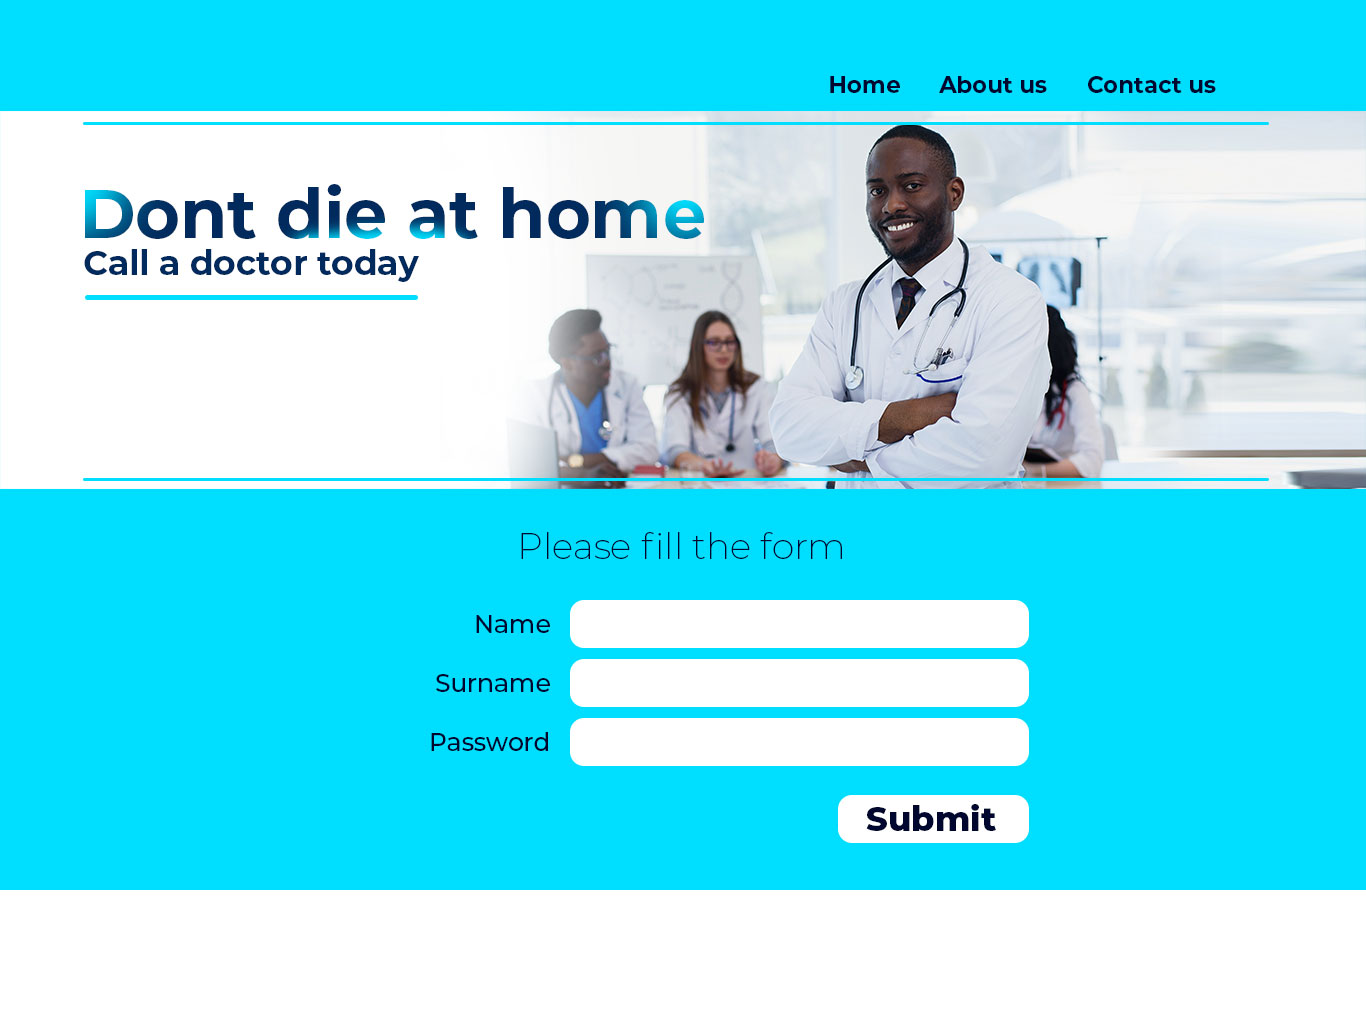 Home About us Contact us
Dont die at home
Call a doctor today
Please fill the form
Name
Surname
Password
Submit